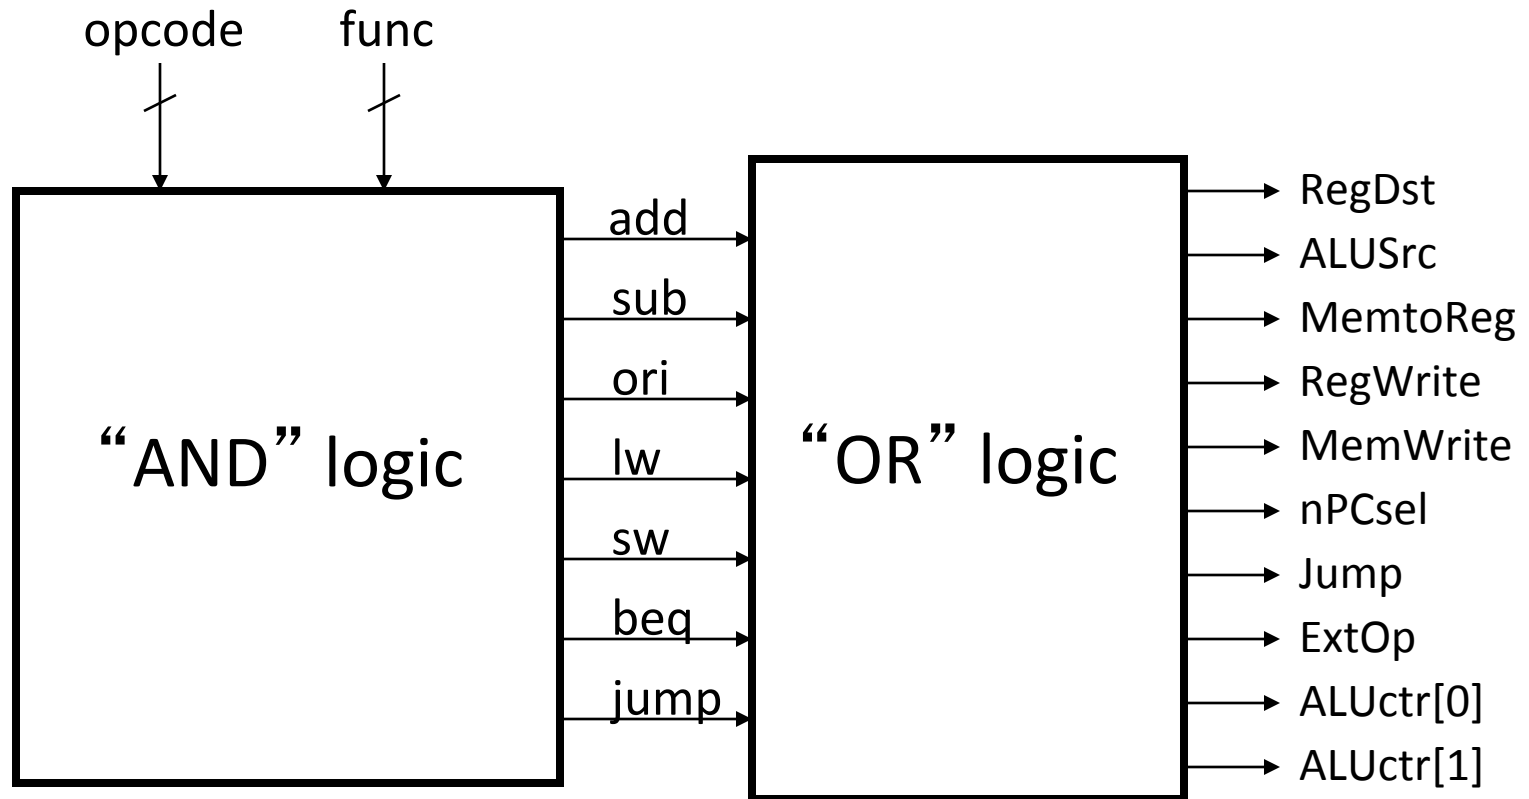 opcode
func
“AND” logic
add
sub
ori
lw
sw
beq
jump
“OR” logic
RegDst
ALUSrc
MemtoReg
RegWrite
MemWrite
nPCsel
Jump
ExtOp
ALUctr[0]
ALUctr[1]